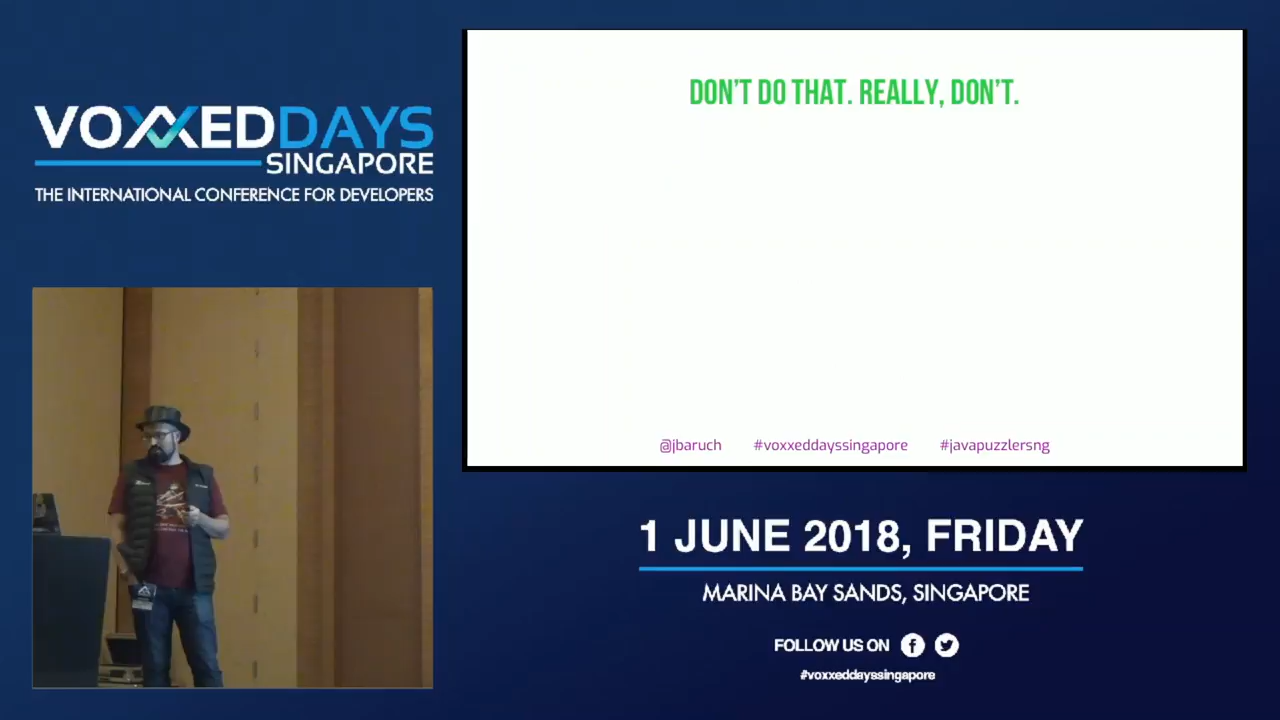 VOXXEDDAYS
SINGAPORE
THE INTERNATIONAL CONFERENCE FOR DEVELOPERS
DON'T DO THAT. REALLY, DON'T.
@jbaruch #voxxeddayssingapore #javapuzzlersng
1 JUNE 2018, FRIDAY
MARINA BAY SANDS, SINGAPORE
FOLLOW US ON
#voxxeddayssingapore